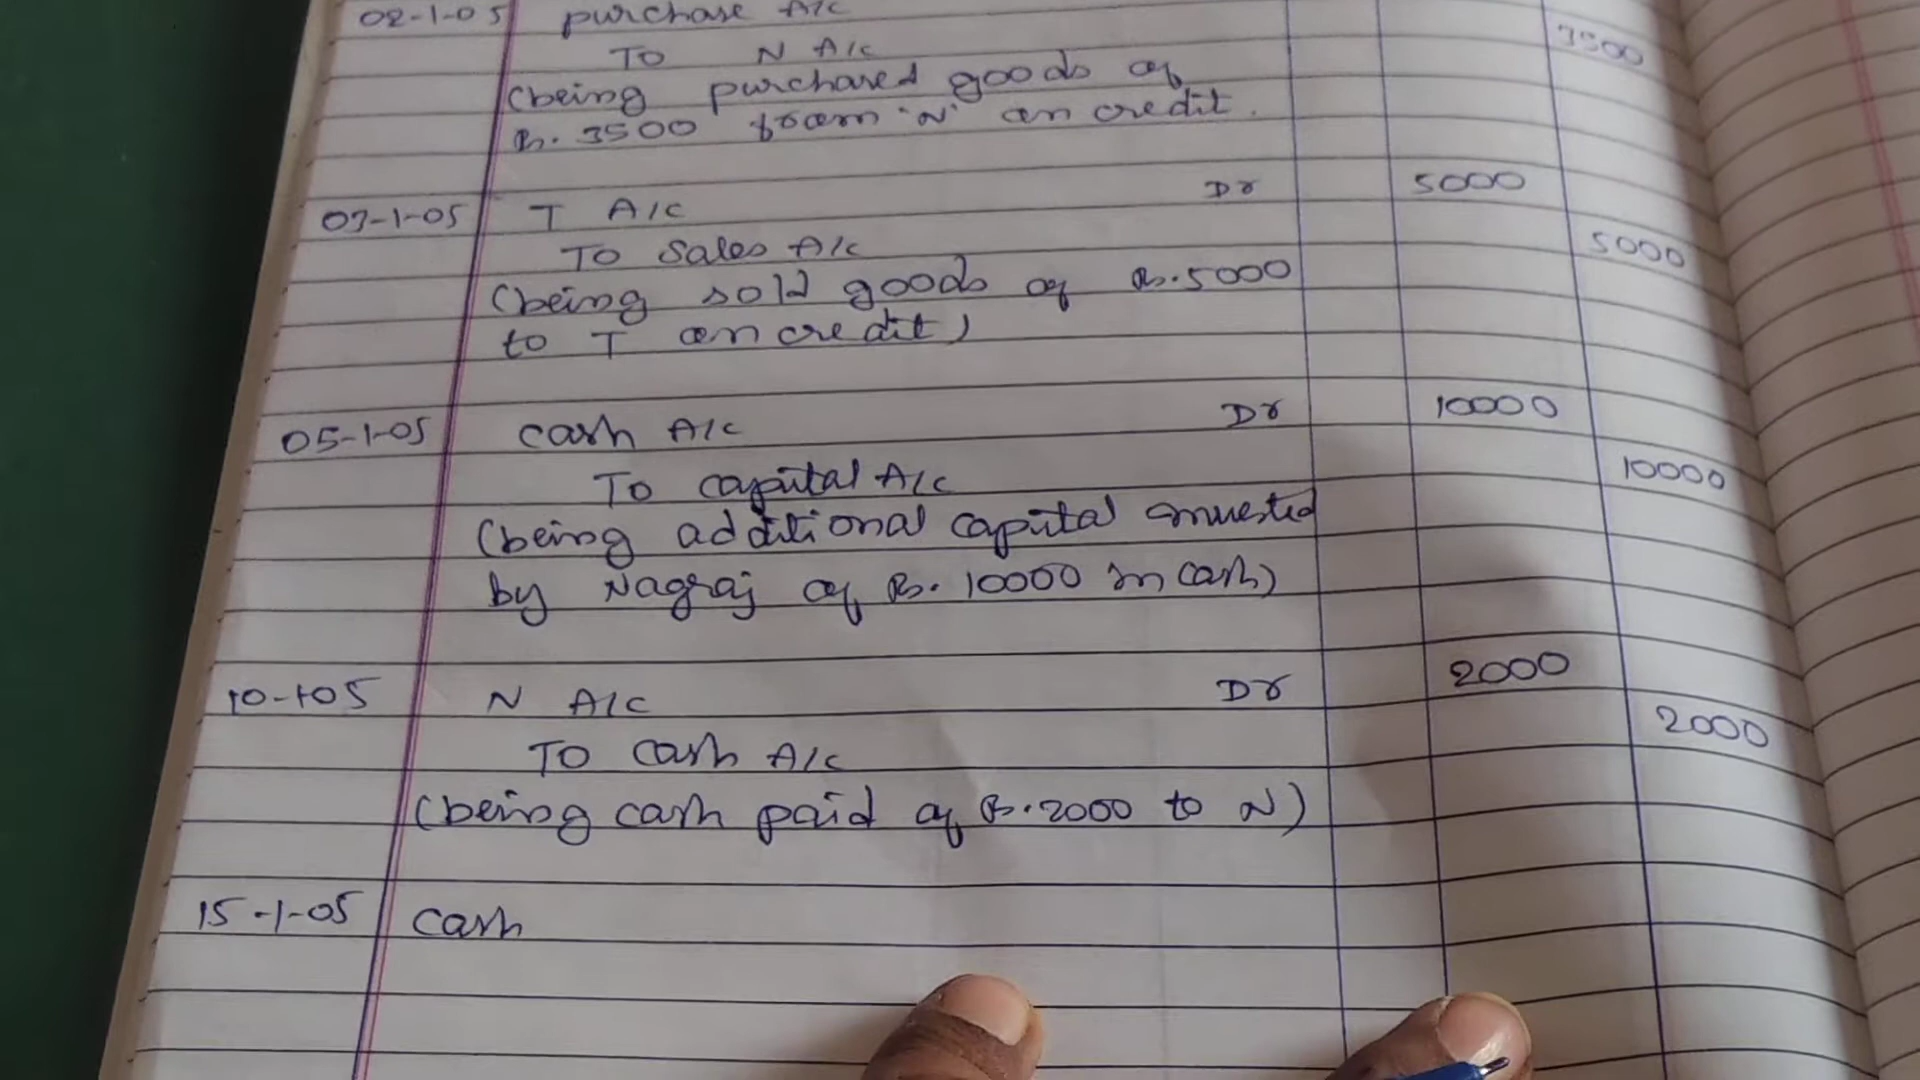 02-1-05 purchase A/c
To N A/c 3500
(being purchased goods of
Rs. 3500 from 'N' on credit.
03-1-05 T A/c Dr 5000
To Sales A/c 5000
(being sold goods of Rs. 5000
to T on credit)
05-1-05 cash A/c Dr 10000
To capital A/c 10000
(being additional capital invested
by Nagraj of Rs. 10000 in cash)
10-1-05 N A/c Dr 2000
To cash A/c 2000
(being cash paid of Rs. 2000 to N)
15-1-05 cash